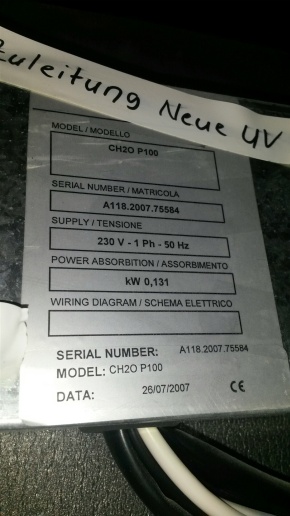 Zuleitung Neue UV
MODEL / MODELLO
CH2O P100
SERIAL NUMBER / MATRICOLA
A118.2007.75584
SUPPLY / TENSIONE
230 V - 1 Ph - 50 Hz
POWER ABSORBTION / ASSORBIMENTO
kW 0,131
WIRING DIAGRAM / SCHEMA ELETTRICO
SERIAL NUMBER: A118.2007.75584
MODEL: CH2O P100
DATA: 26/07/2007 CE